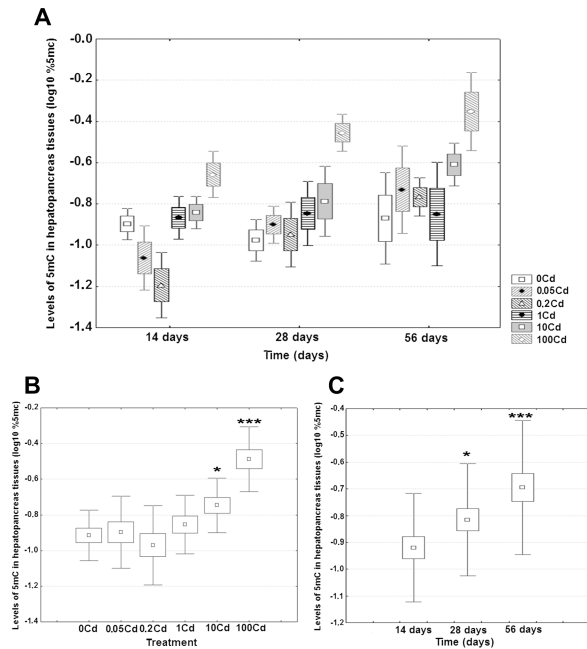 A
Levels of 5mC in hepatopancreas tissues (log10 %5mc)
-0.0
-0.2
-0.4
-0.6
-0.8
-1.0
-1.2
-1.4
14 days
28 days
56 days
Time (days)
0Cd
0,05Cd
0,2Cd
1Cd
10Cd
100Cd
B
Levels of 5mC in hepatopancreas tissues (log10 %5mc)
-0,2
-0,4
-0,6
-0,8
-1,0
-1,2
-1,4
*
***
0Cd
0,05Cd
0.2Cd
1Cd
10Cd
100Cd
Treatment
C
Levels of 5mC in hepatopancreas tissues (log10 %5mc)
-0,4
-0,5
-0,6
-0,7
-0,8
-0,9
-1,0
-1,1
-1,2
*
***
14 days
28 days
56 days
Time (days)